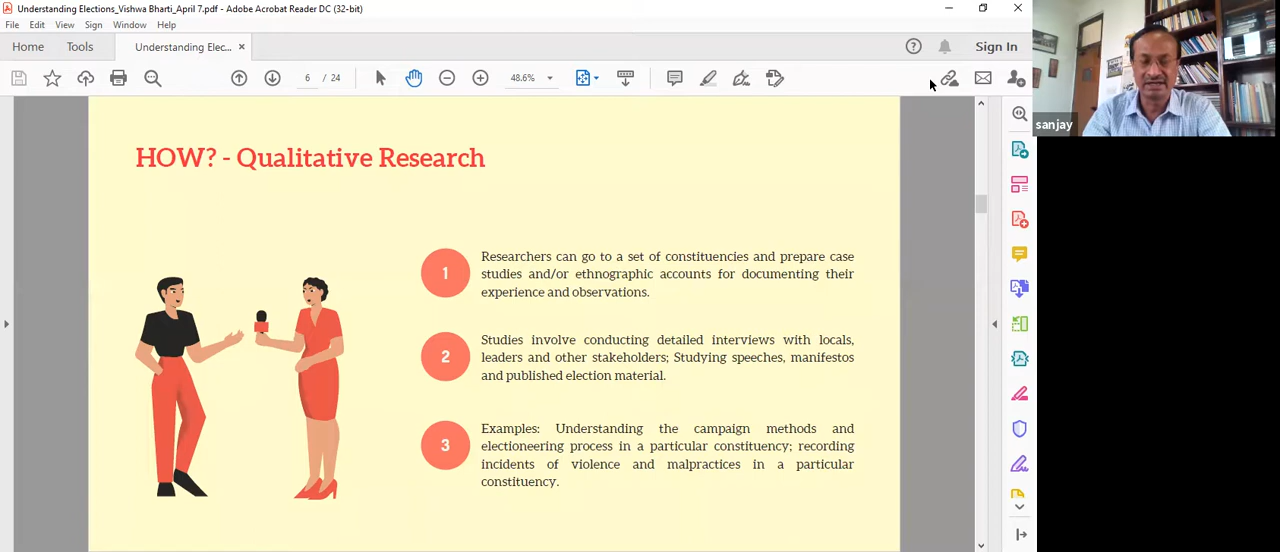 Understanding Elections_Vishwa Bharti_April 7.pdf - Adobe Acrobat Reader DC (32-bit)
File Edit View Sign Window Help
Home Tools Understanding Elec... × Sign In
6 / 24 48.6%
sanjay
HOW? - Qualitative Research
1
Researchers can go to a set of constituencies and prepare case
studies and/or ethnographic accounts for documenting their
experience and observations.
2
Studies involve conducting detailed interviews with locals,
leaders and other stakeholders; Studying speeches, manifestos
and published election material.
3
Examples: Understanding the campaign methods and
electioneering process in a particular constituency; recording
incidents of violence and malpractices in a particular
constituency.